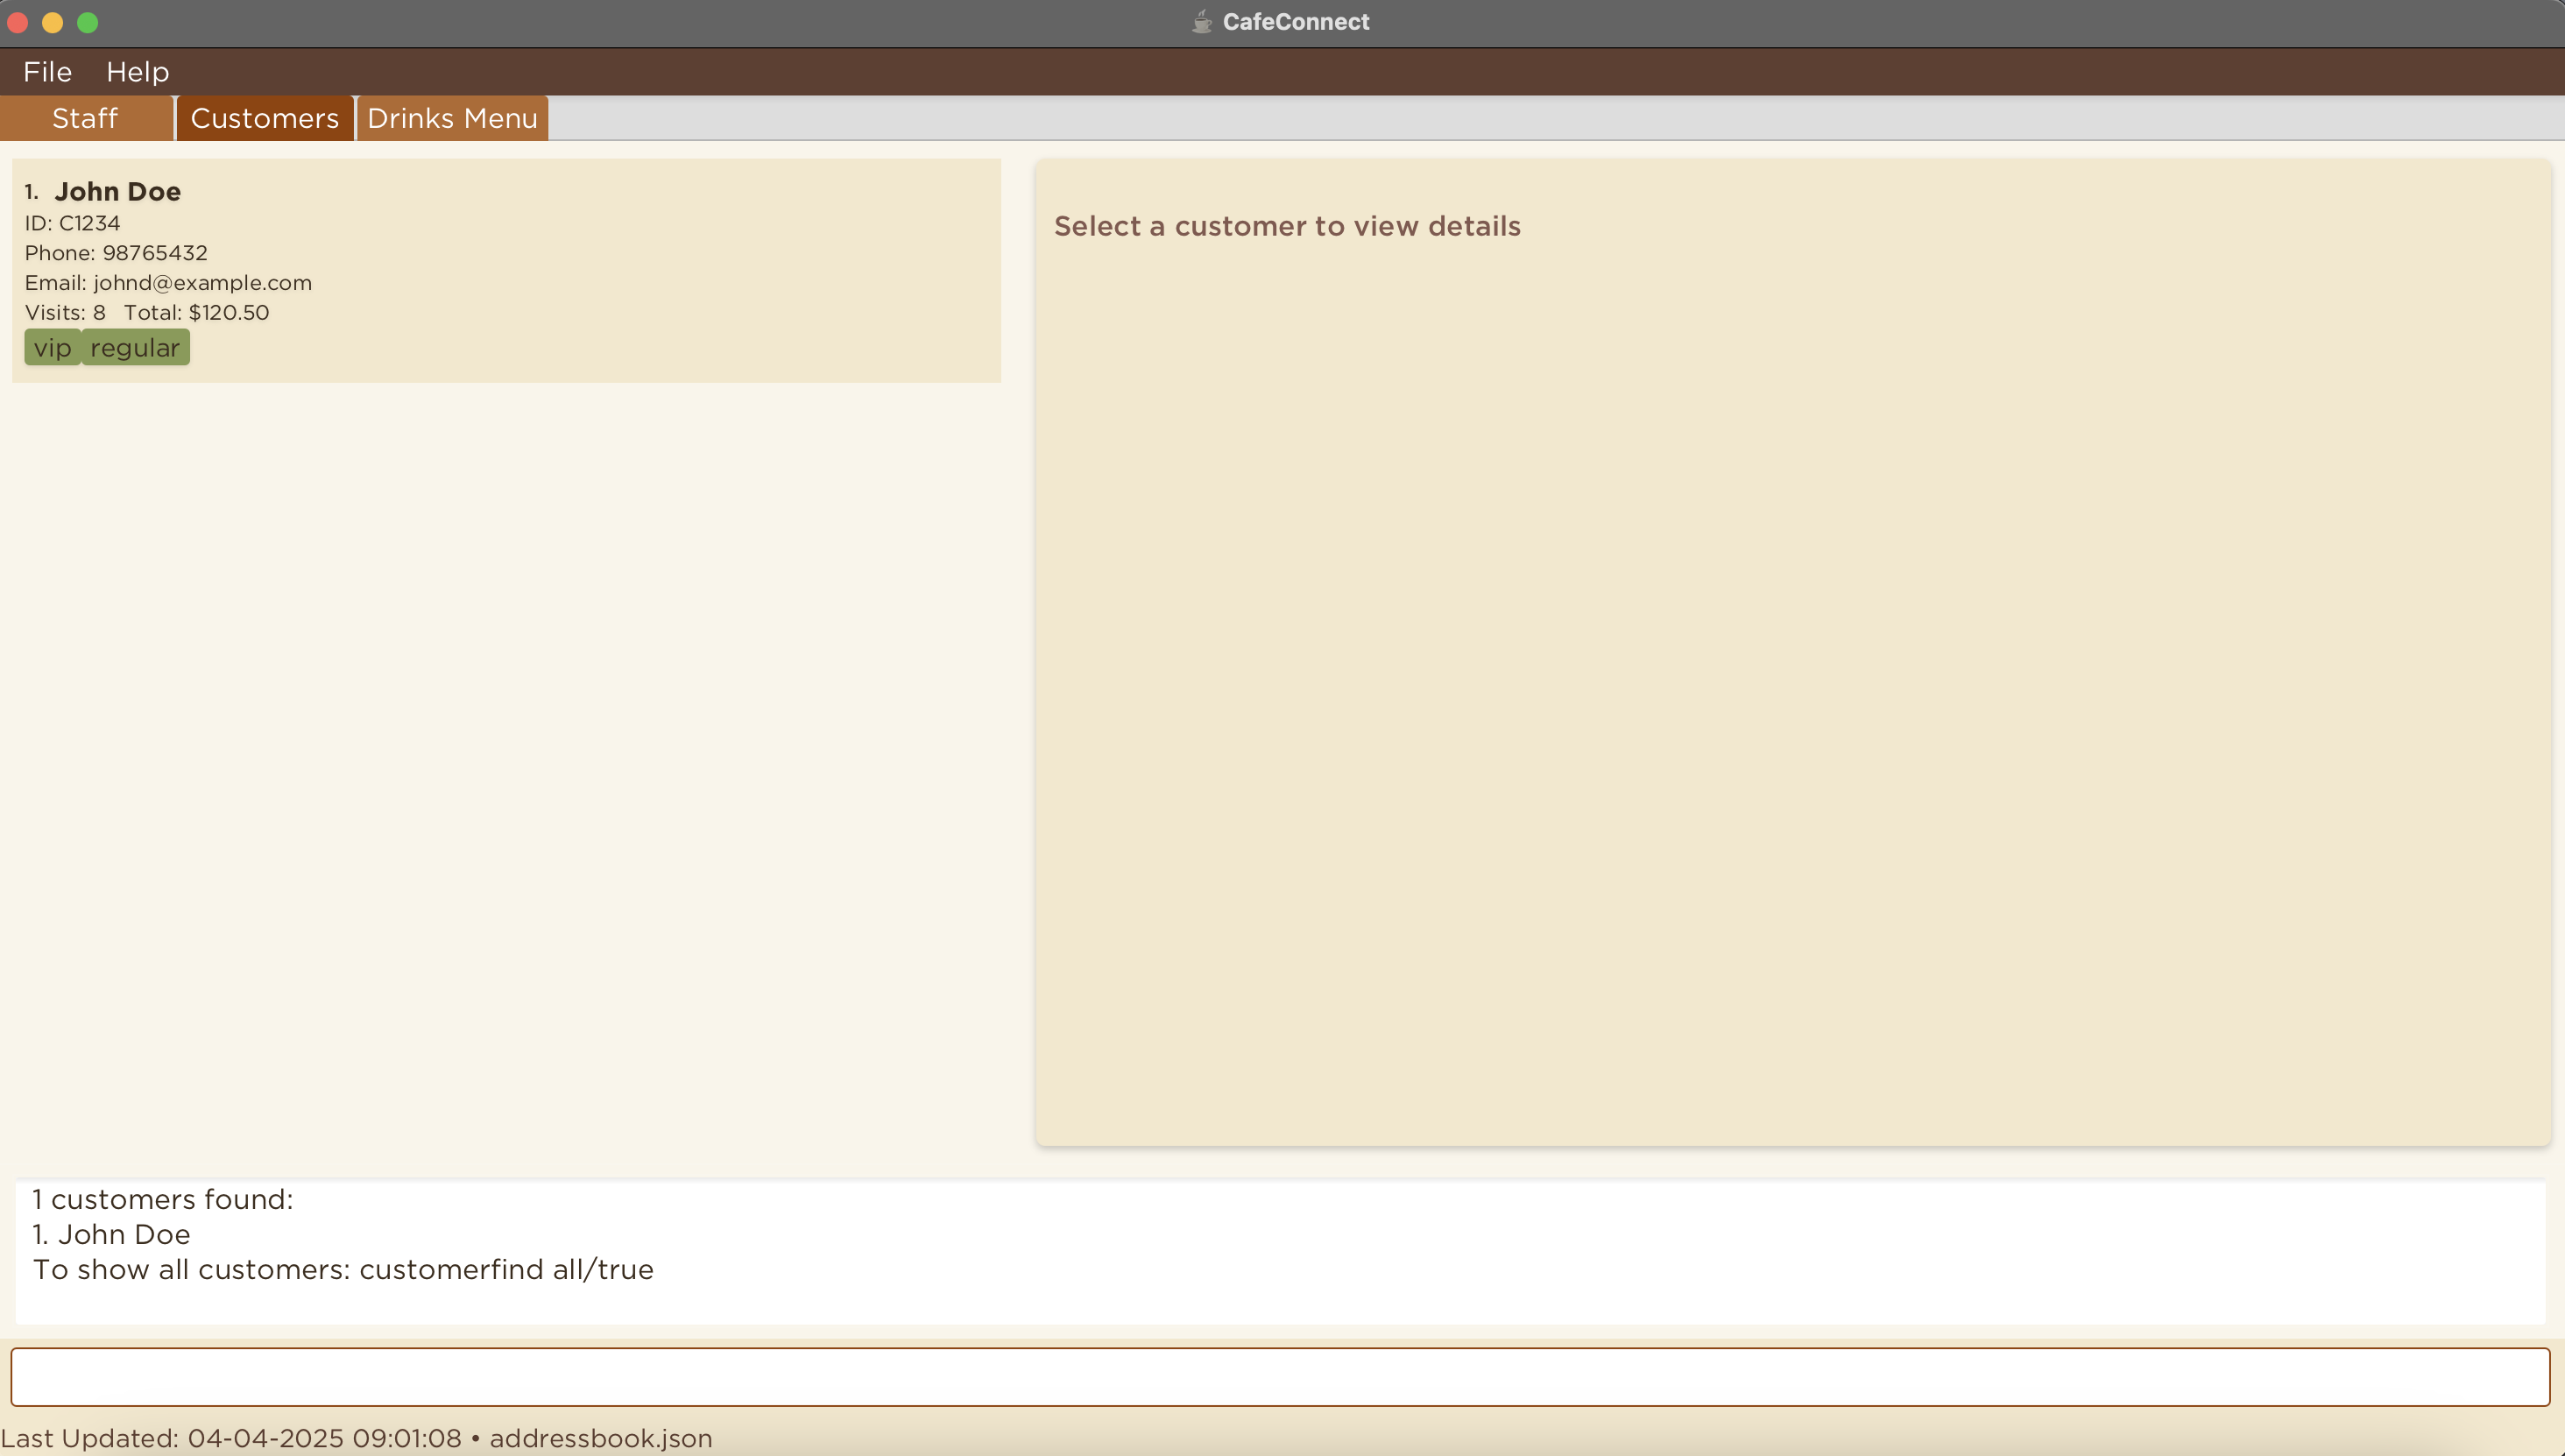 CafeConnect
File Help
Staff Customers Drinks Menu
1. John Doe
ID: C1234
Phone: 98765432
Email: johnd@example.com
Visits: 8 Total: $120.50
vip regular
Select a customer to view details
1 customers found:
1. John Doe
To show all customers: customerfind all/true
Last Updated: 04-04-2025 09:01:08 • addressbook.json